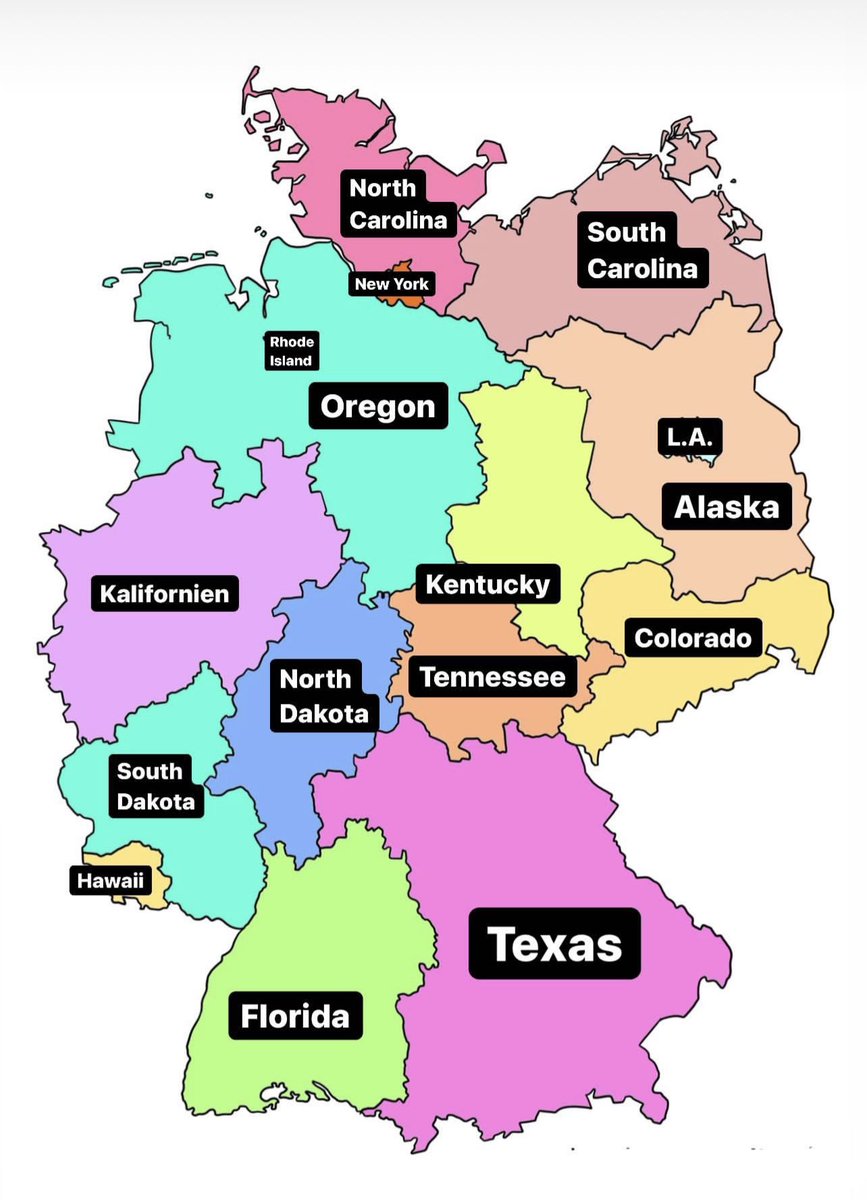 North
Carolina
South
Carolina
New York
Rhode
Island
Oregon
L.A.
Alaska
Kalifornien
Kentucky
Colorado
North
Dakota
Tennessee
South
Dakota
Hawaii
Texas
Florida